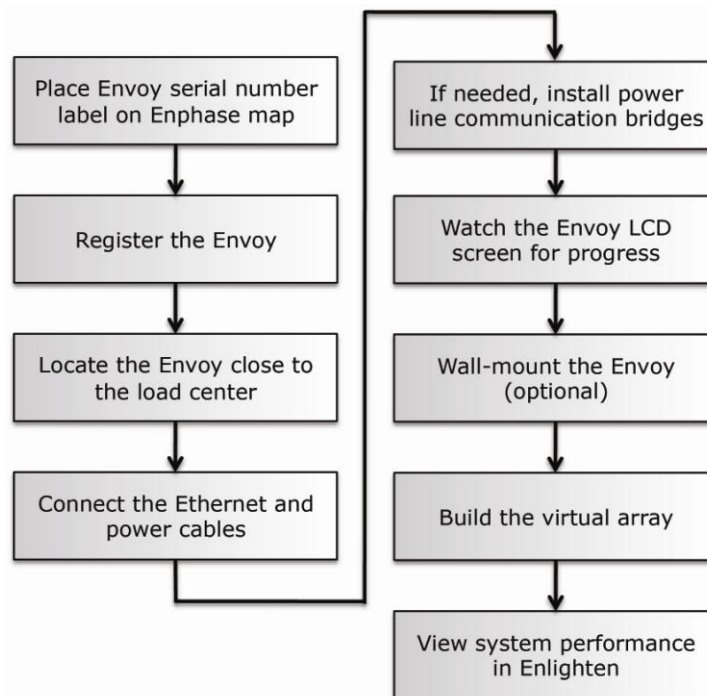 Place Envoy serial number
label on Enphase map
Register the Envoy
Locate the Envoy close to
the load center
Connect the Ethernet and
power cables
If needed, install power
line communication bridges
Watch the Envoy LCD
screen for progress
Wall-mount the Envoy
(optional)
Build the virtual array
View system performance
in Enlighten